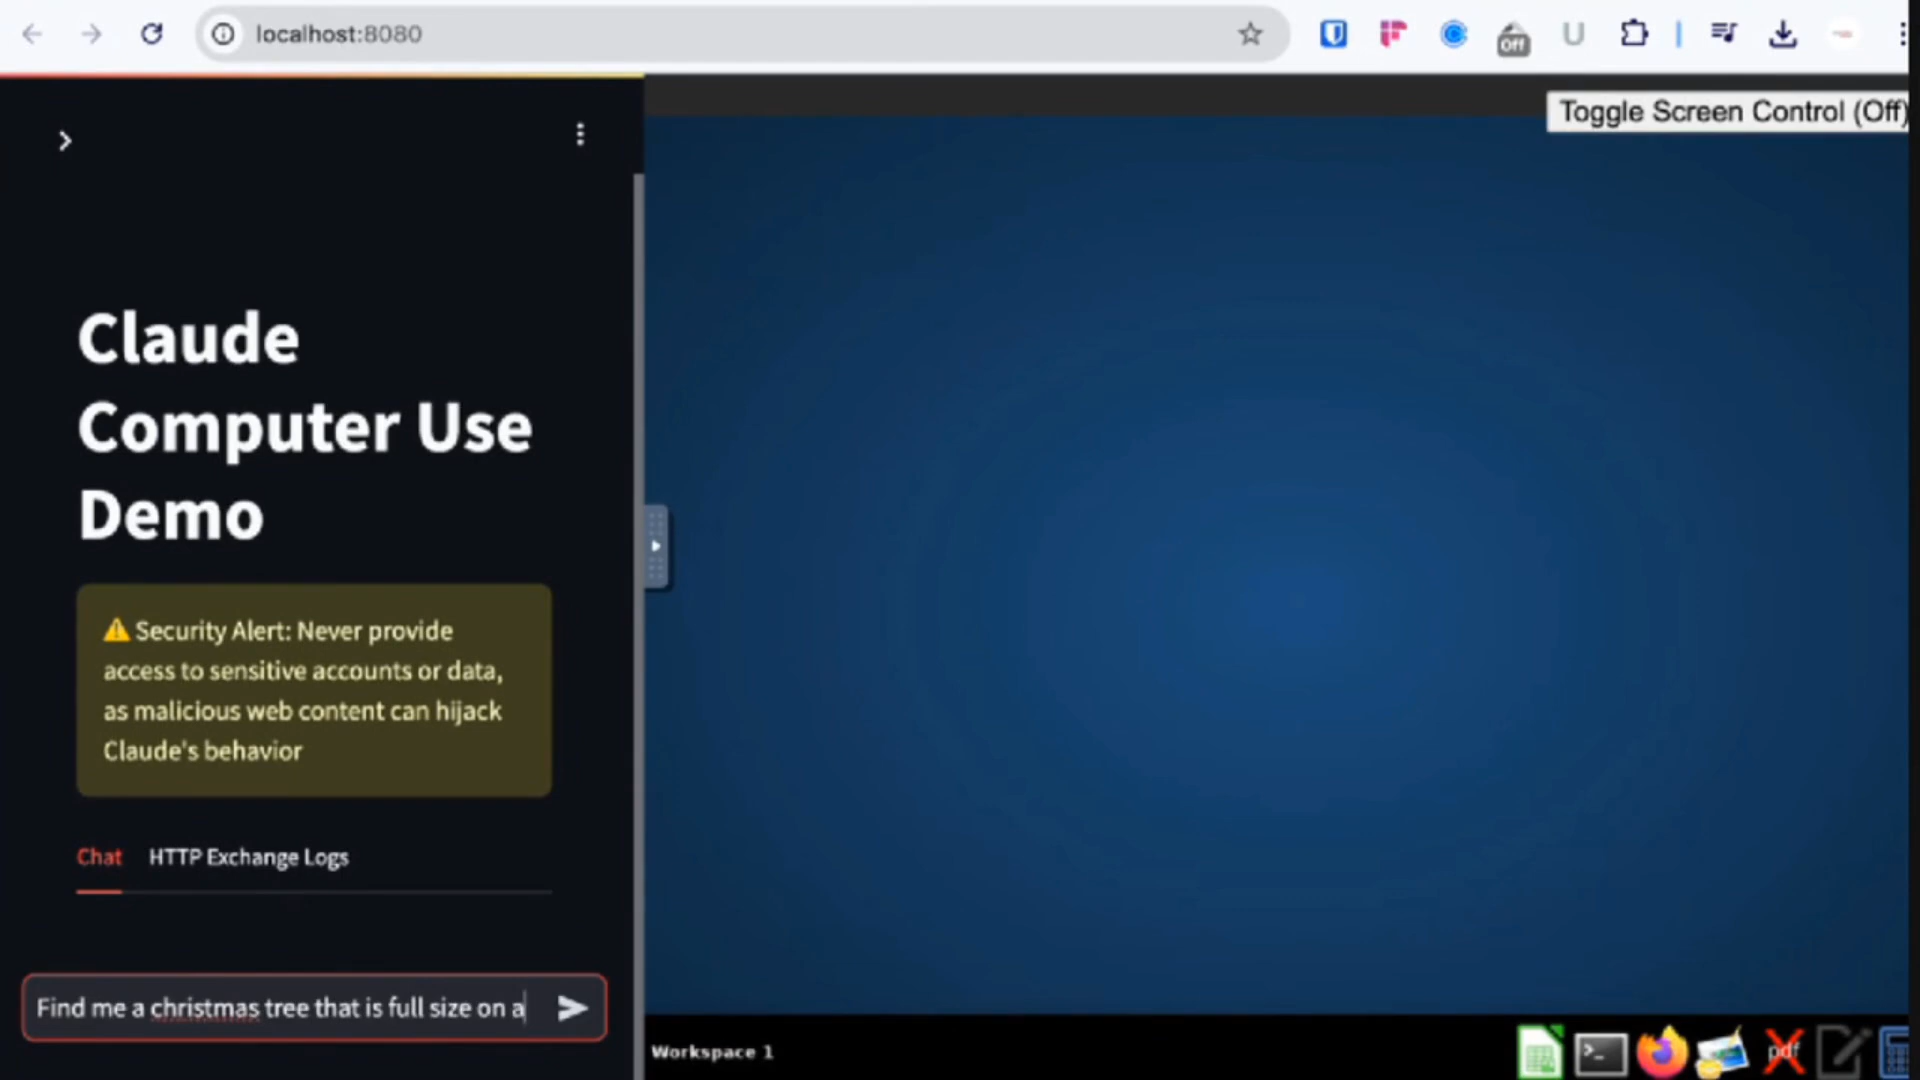 localhost:8080
Off
U
Toggle Screen Control (Off)
Claude
Computer Use
Demo
Security Alert: Never provide
access to sensitive accounts or data,
as malicious web content can hijack
Claude's behavior
Chat HTTP Exchange Logs
Find me a christmas tree that is full size on a
Workspace 1
>_
pdf